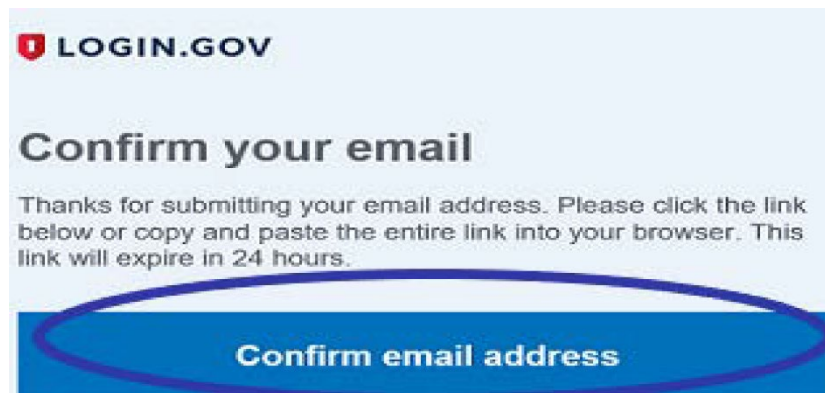 LOGIN.GOV
Confirm your email
Thanks for submitting your email address. Please click the link
below or copy and paste the entire link into your browser. This
link will expire in 24 hours.
Confirm email address